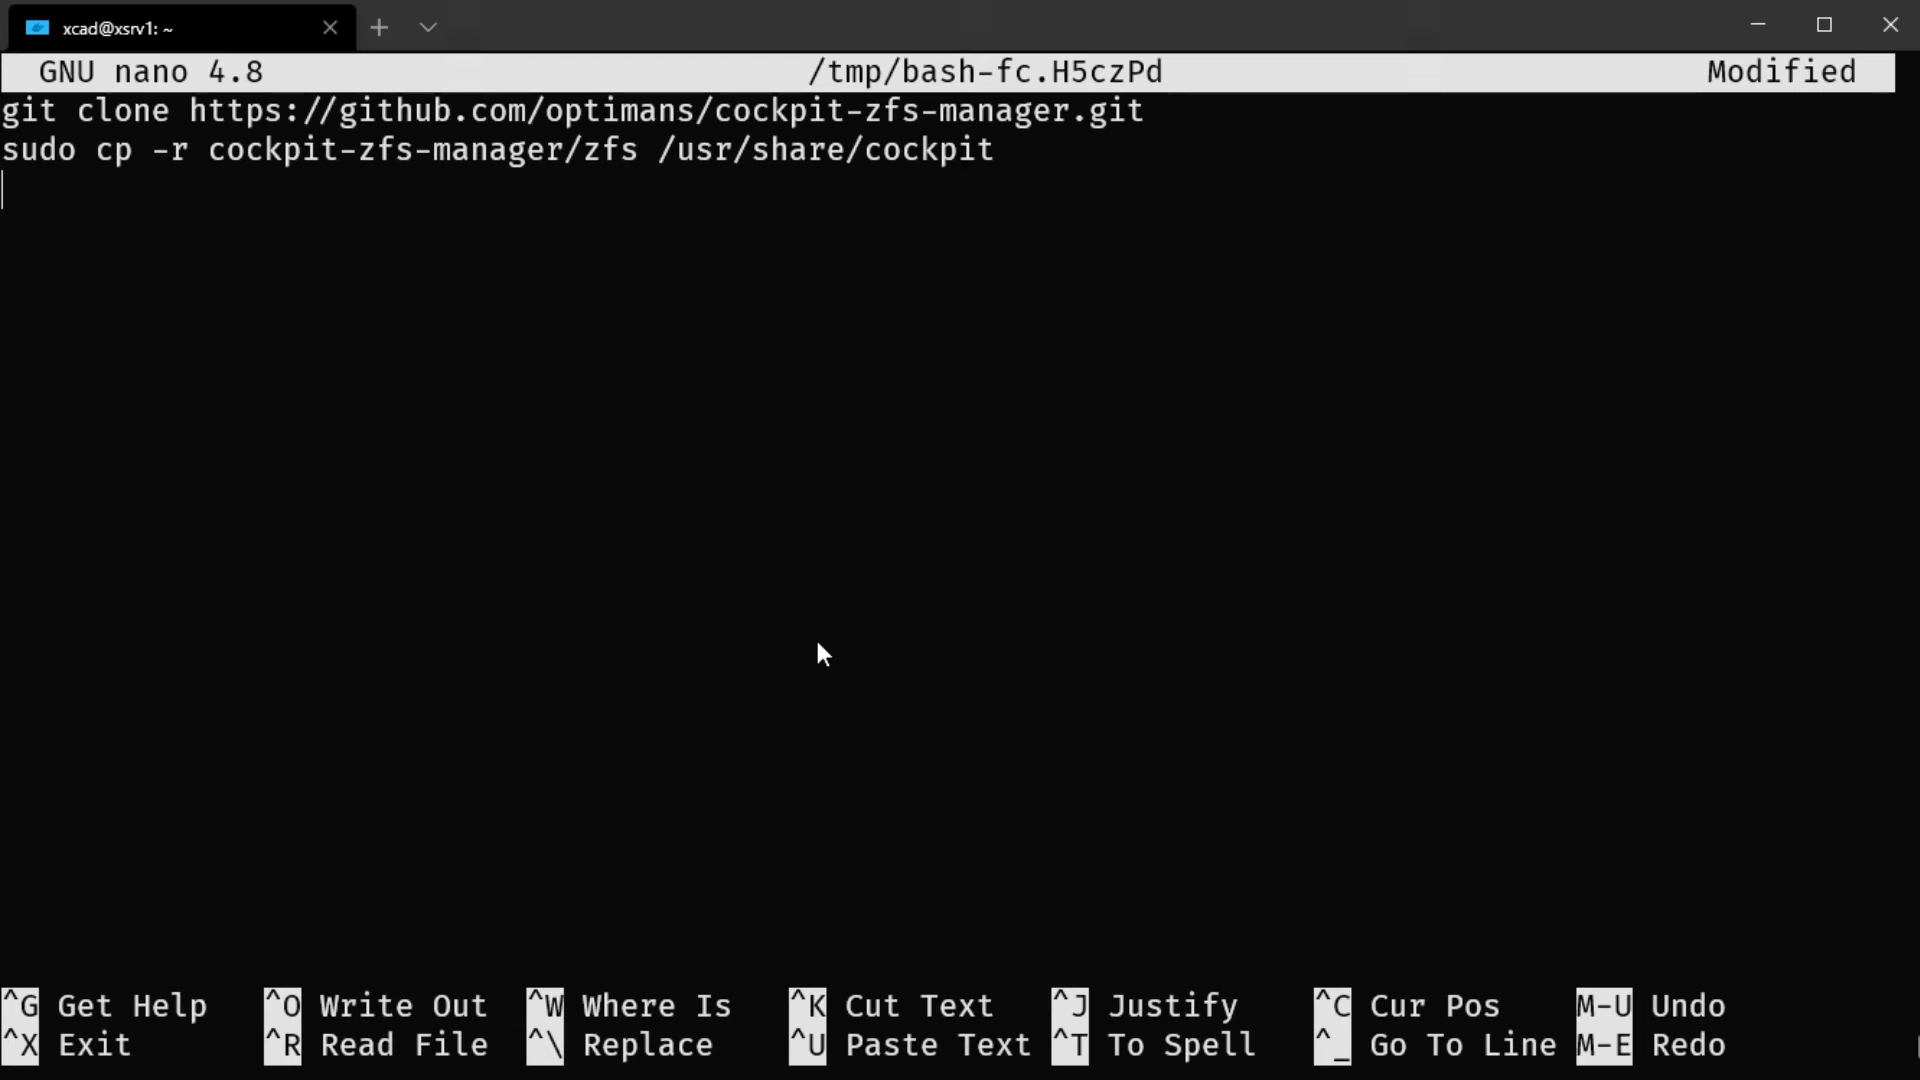 xcad@xsrv1: ~
GNU nano 4.8 /tmp/bash-fc.H5czPd Modified
git clone https://github.com/optimans/cockpit-zfs-manager.git
sudo cp -r cockpit-zfs-manager/zfs /usr/share/cockpit
^G Get Help ^O Write Out ^W Where Is ^K Cut Text ^J Justify ^C Cur Pos M-U Undo
^X Exit ^R Read File ^\ Replace ^U Paste Text ^T To Spell ^_ Go To Line M-E Redo